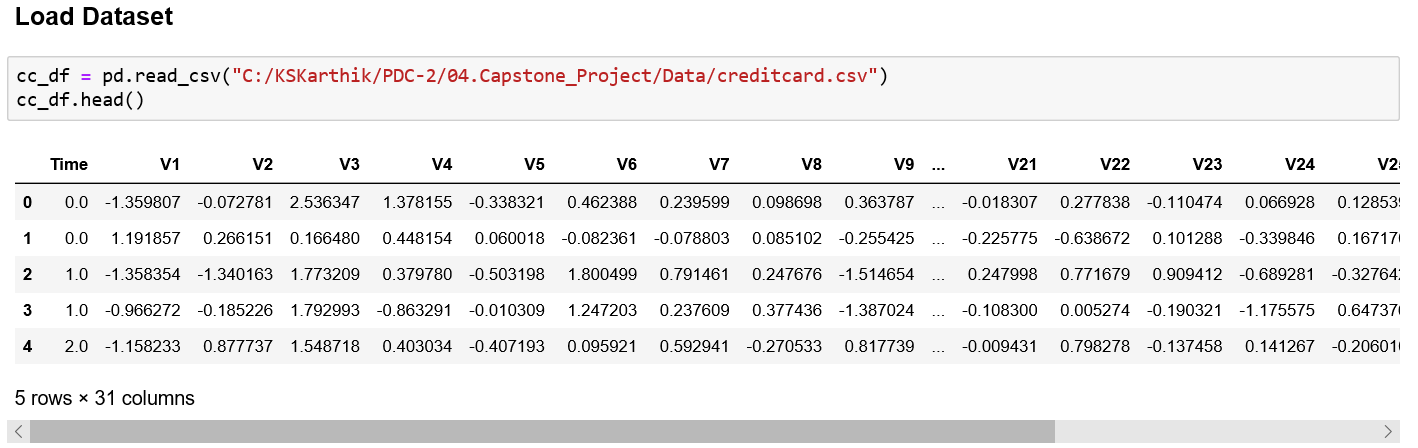 Load Dataset
cc_df = pd.read_csv("C:/KSKarthik/PDC-2/04.Capstone_Project/Data/creditcard.csv")
cc_df.head()
Time V1 V2 V3 V4 V5 V6 V7 V8 V9 ... V21 V22 V23 V24
0 0.0 -1.359807 -0.072781 2.536347 1.378155 -0.338321 0.462388 0.239599 0.098698 0.363787 ... -0.018307 0.277838 -0.110474 0.066928
1 0.0 1.191857 0.266151 0.166480 0.448154 0.060018 -0.082361 -0.078803 0.085102 -0.255425 ... -0.225775 -0.638672 0.101288 -0.339846
2 1.0 -1.358354 -1.340163 1.773209 0.379780 -0.503198 1.800499 0.791461 0.247676 -1.514654 ... 0.247998 0.771679 0.909412 -0.689281
3 1.0 -0.966272 -0.185226 1.792993 -0.863291 -0.010309 1.247203 0.237609 0.377436 -1.387024 ... -0.108300 0.005274 -0.190321 -1.175575
4 2.0 -1.158233 0.877737 1.548718 0.403034 -0.407193 0.095921 0.592941 -0.270533 0.817739 ... -0.009431 0.798278 -0.137458 0.141267
5 rows × 31 columns